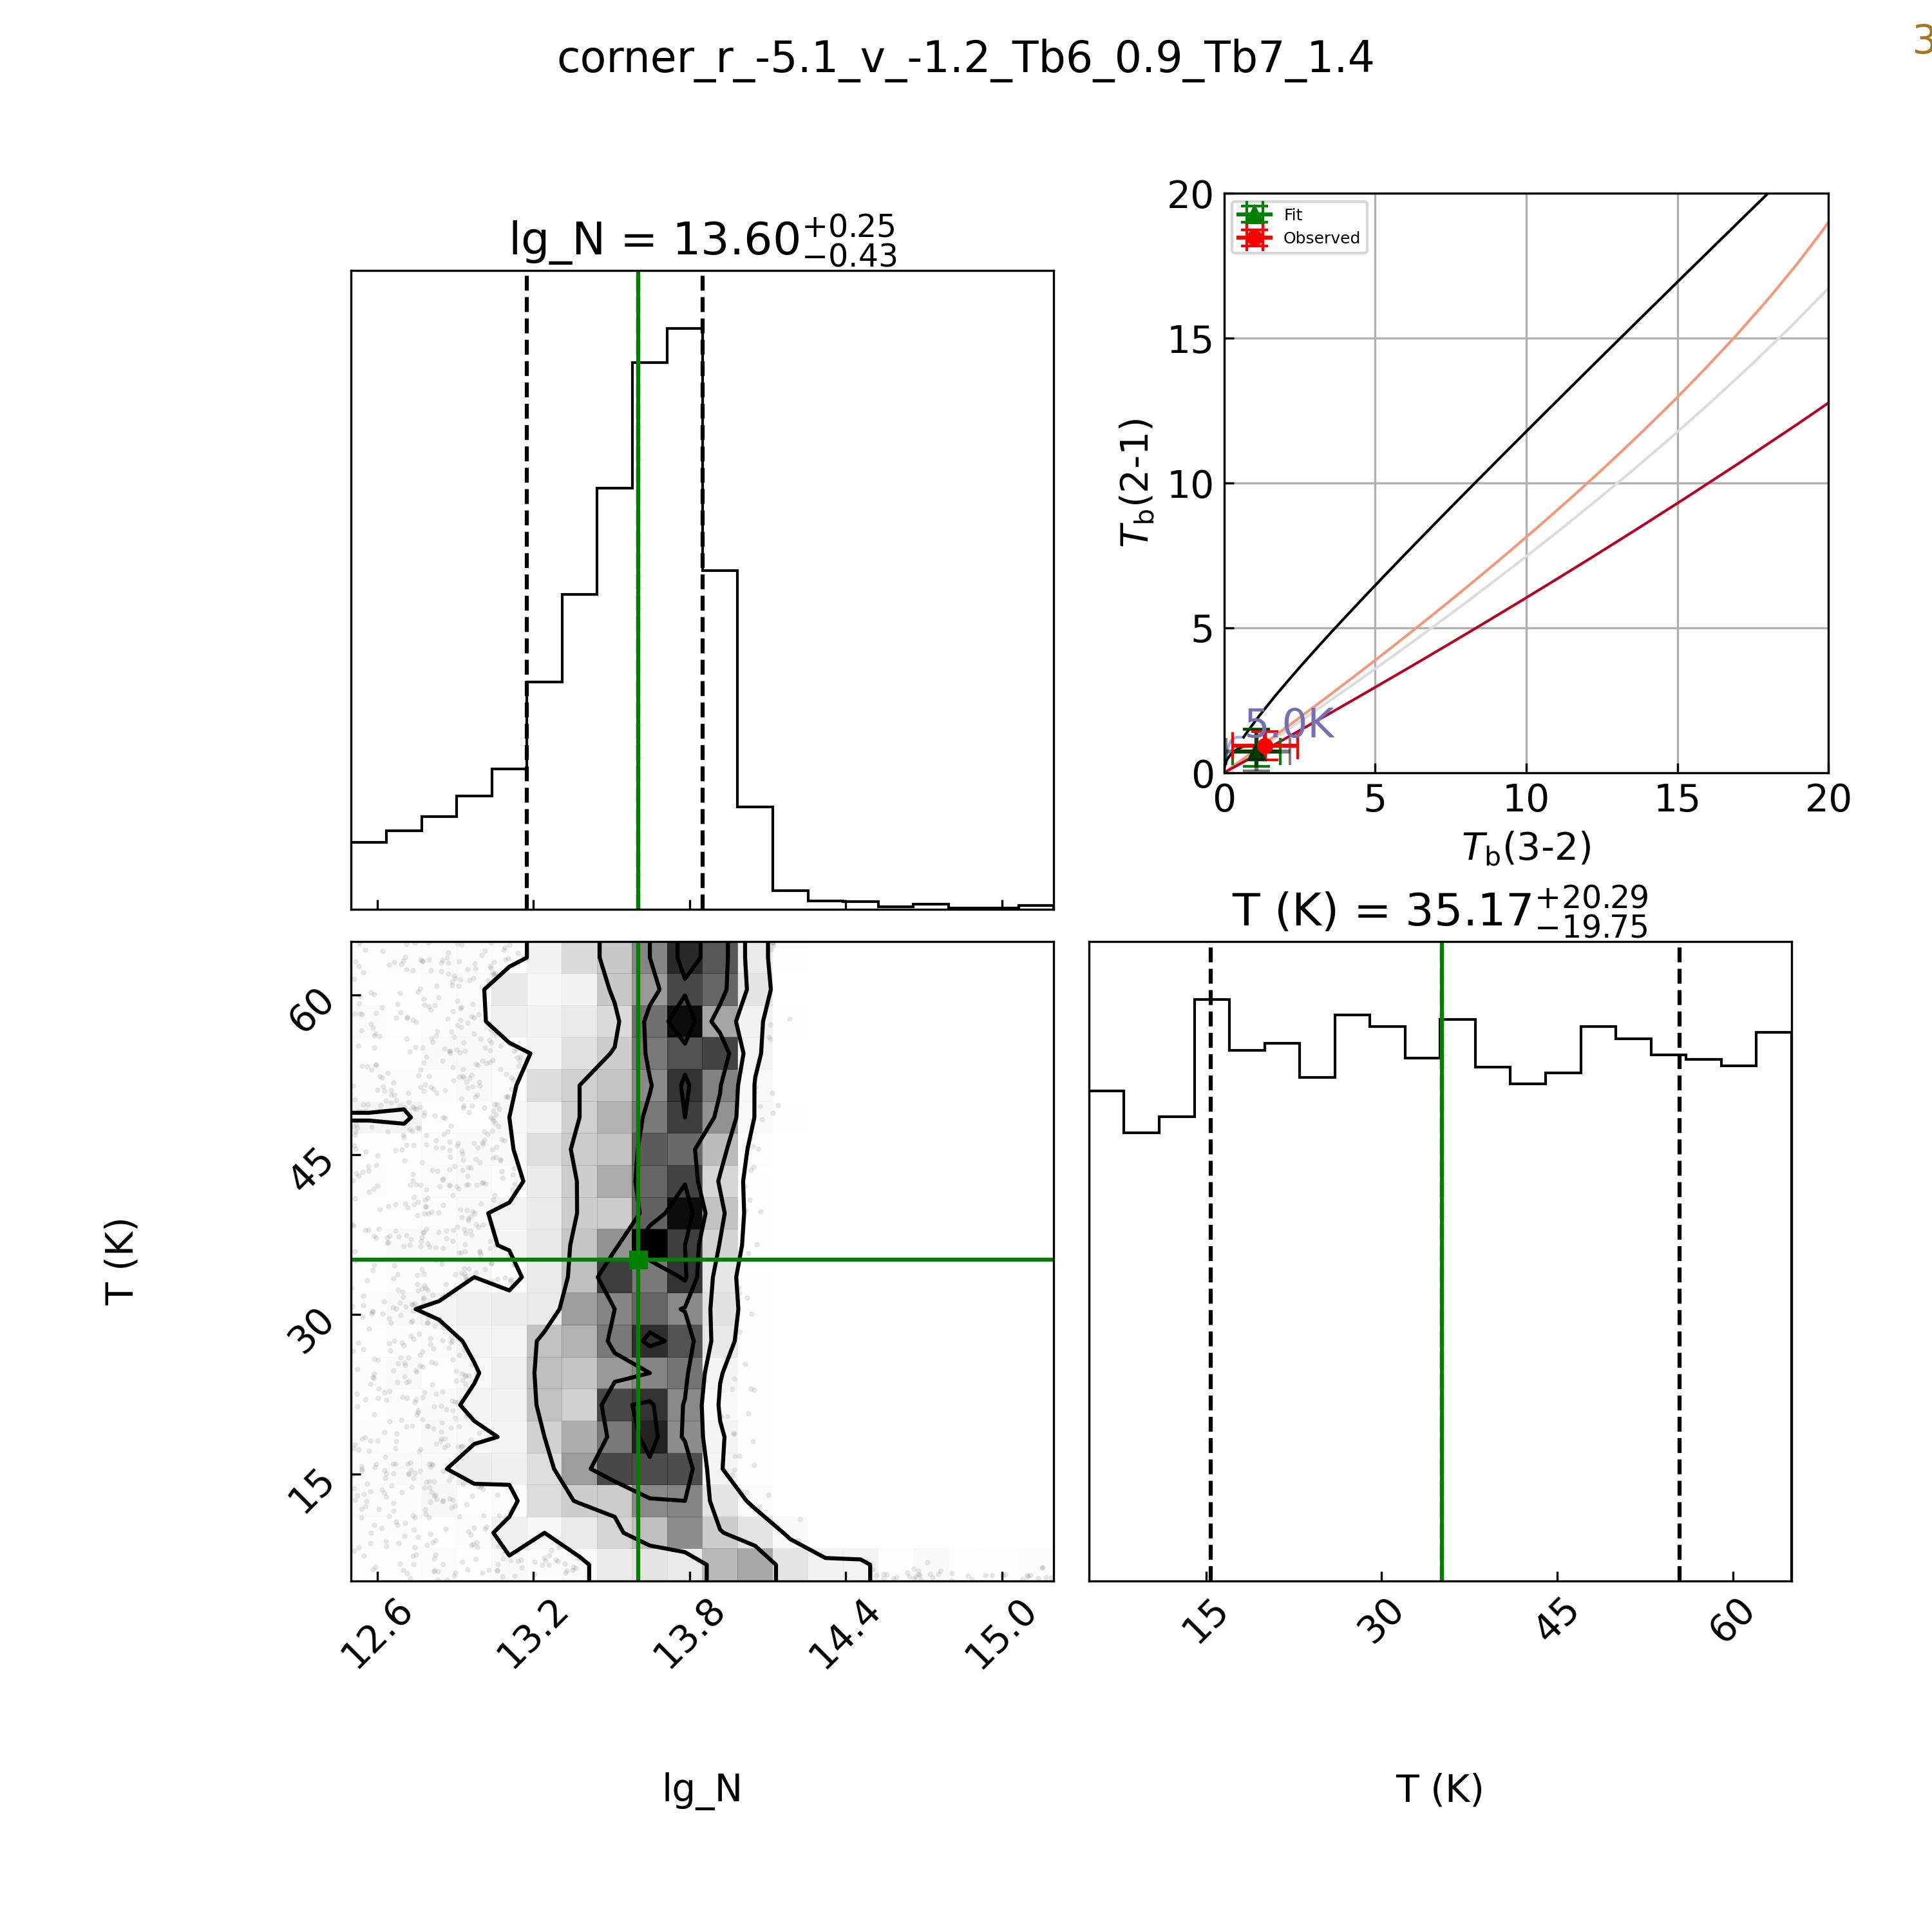 3
corner_r_-5.1_v_-1.2_Tb6_0.9_Tb7_1.4
lg_N = 13.60+0.25−0.43
20
15
10
5
0
Tb(2-1)
Fit
Observed
5.0K
0 5 10 15 20
Tb(3-2)
T (K) = 35.17+20.29−19.75
60
45
30
15
T (K)
12.6 13.2 13.8 14.4 15.0
lg_N
15 30 45 60
T (K)